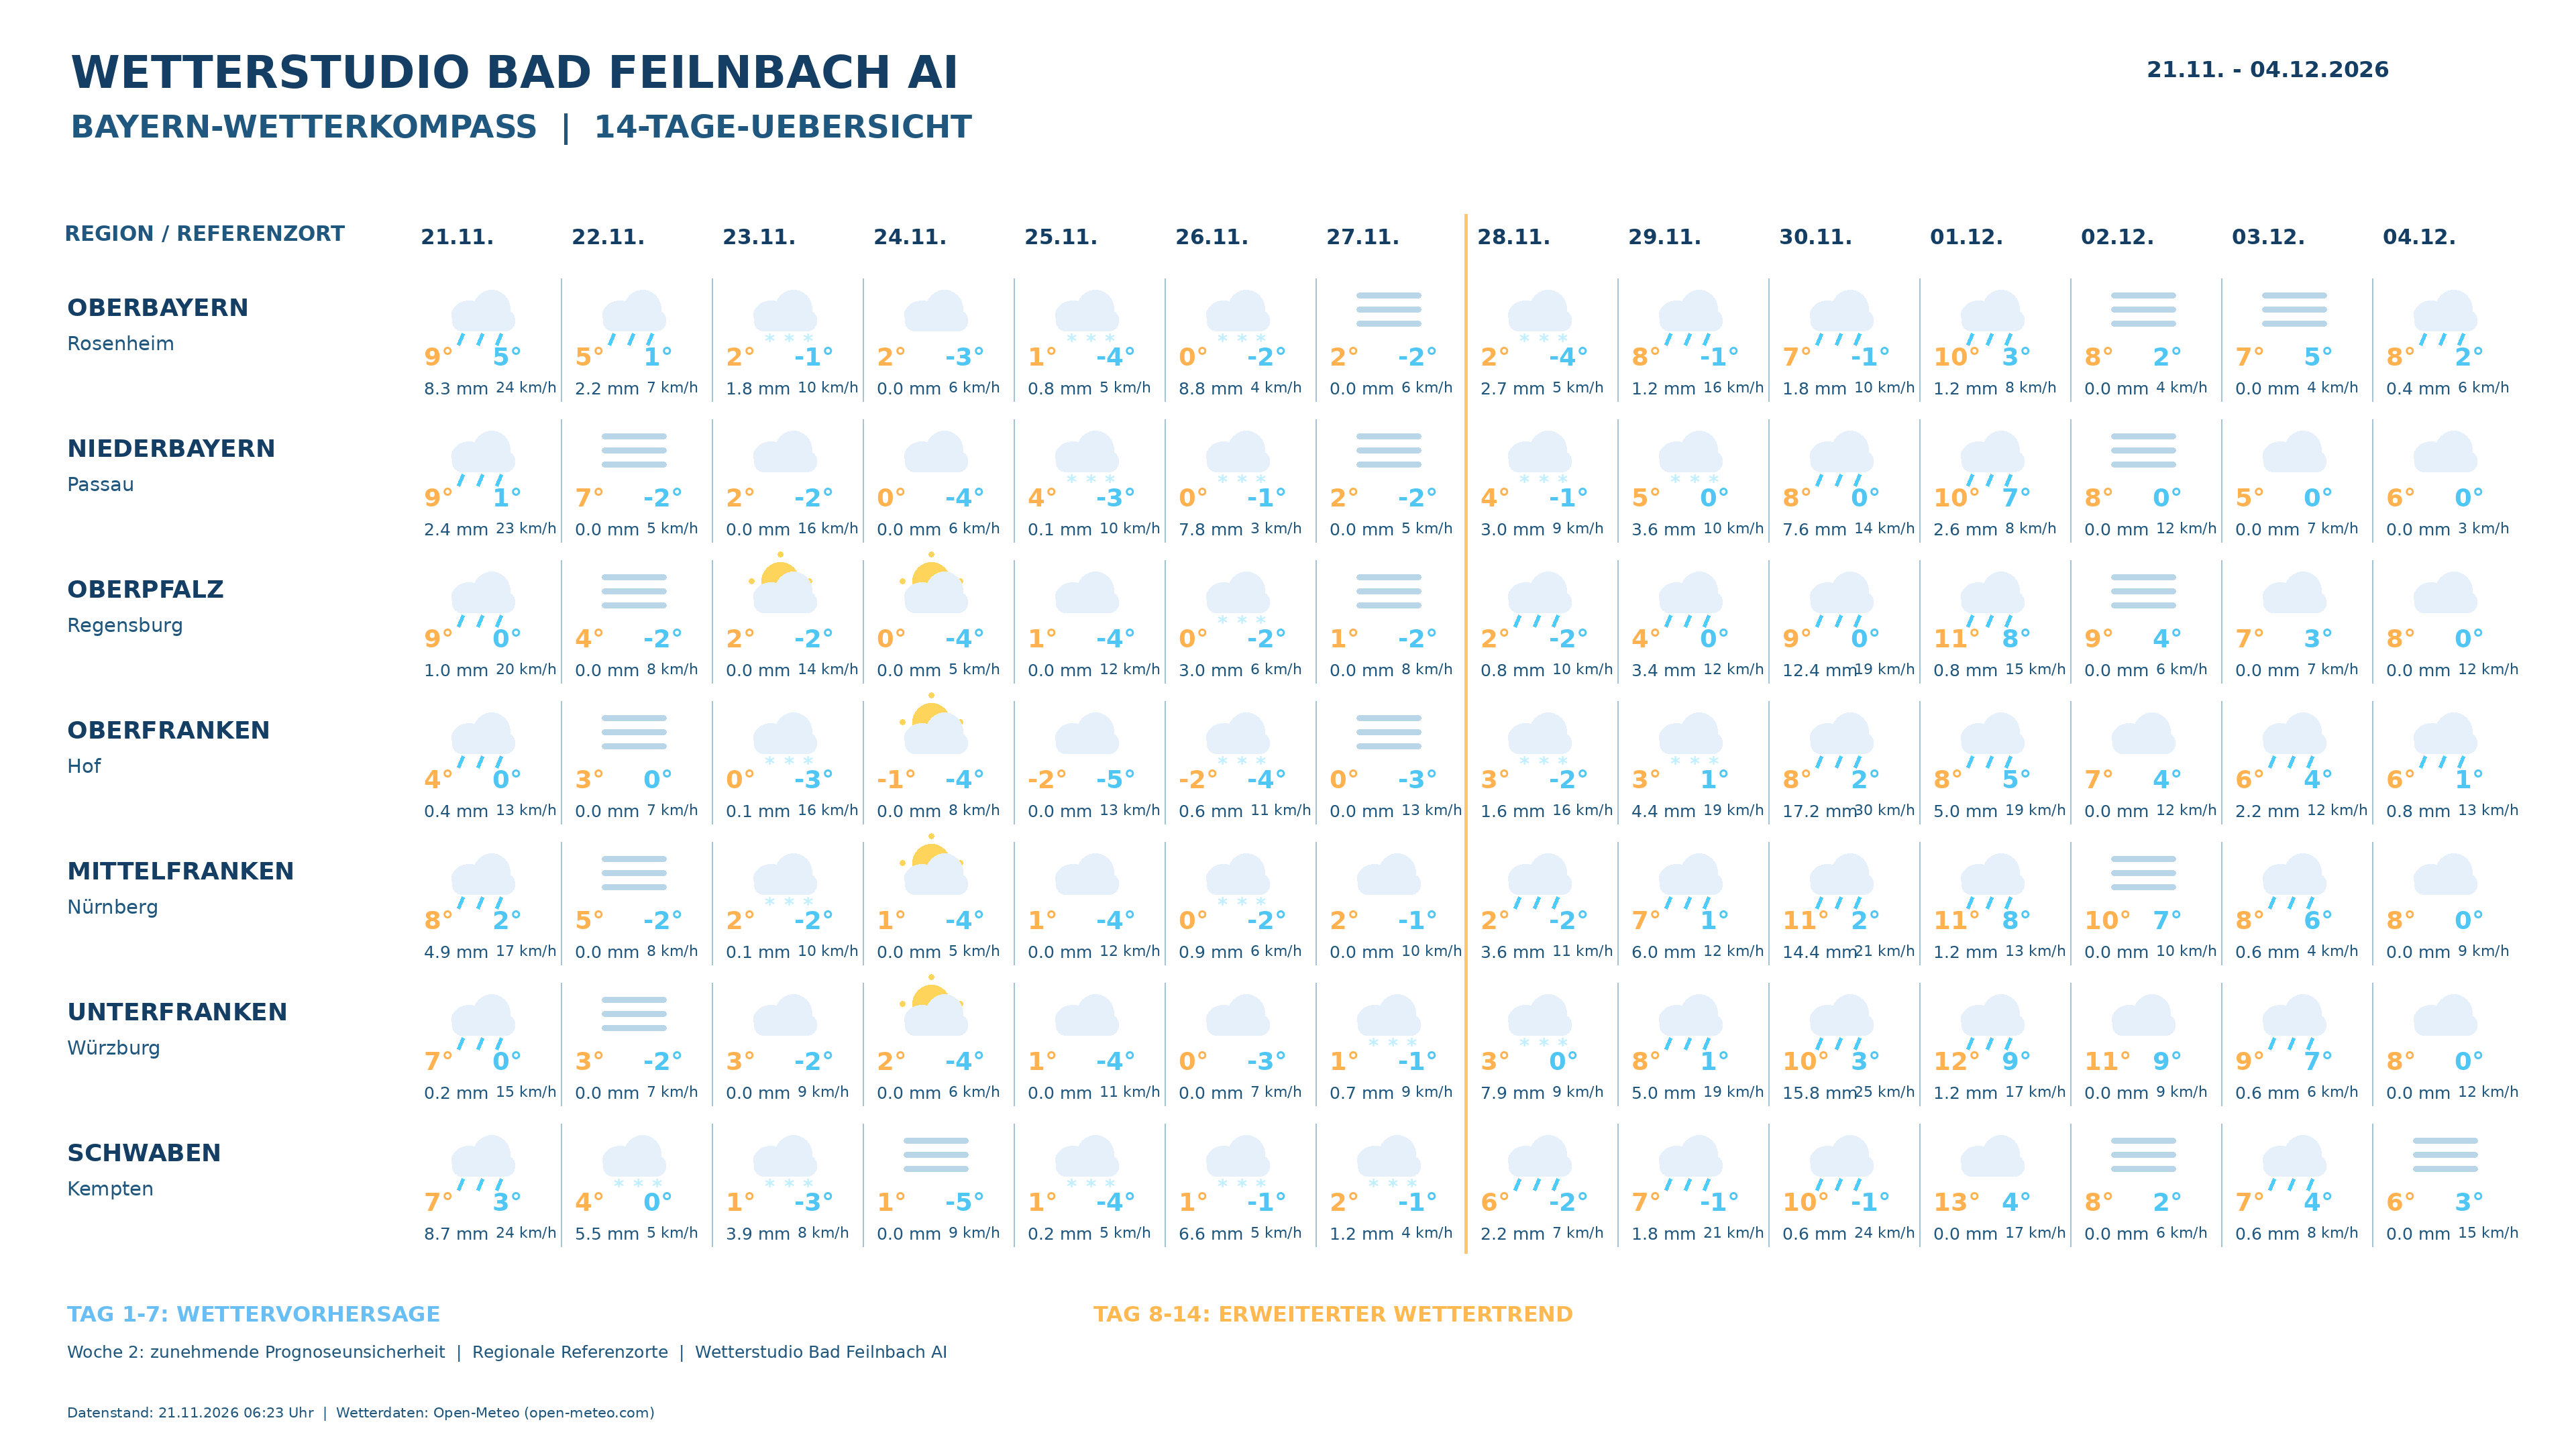 WETTERSTUDIO BAD FEILNBACH AI
21.11. - 04.12.2026
BAYERN-WETTERKOMPASS | 14-TAGE-UEBERSICHT
REGION / REFERENZORT 21.11. 22.11. 23.11. 24.11. 25.11. 26.11. 27.11. 28.11. 29.11. 30.11. 01.12. 02.12. 03.12. 04.12.
OBERBAYERN
Rosenheim
9° 5° 5° 1° 2° -1° 2° -3° 1° -4° 0° -2° 2° -2° 2° -4° 8° -1° 7° -1° 10° 3° 8° 2° 7° 5° 8° 2°
8.3 mm 24 km/h 2.2 mm 7 km/h 1.8 mm 10 km/h 0.0 mm 6 km/h 0.8 mm 5 km/h 8.8 mm 4 km/h 0.0 mm 6 km/h 2.7 mm 5 km/h 1.2 mm 16 km/h 1.8 mm 10 km/h 1.2 mm 8 km/h 0.0 mm 4 km/h 0.0 mm 4 km/h 0.4 mm 6 km/h
NIEDERBAYERN
Passau
9° 1° 7° -2° 2° -2° 0° -4° 4° -3° 0° -1° 2° -2° 4° -1° 5° 0° 8° 0° 10° 7° 8° 0° 5° 0° 6° 0°
2.4 mm 23 km/h 0.0 mm 5 km/h 0.0 mm 16 km/h 0.0 mm 6 km/h 0.1 mm 10 km/h 7.8 mm 3 km/h 0.0 mm 5 km/h 3.0 mm 9 km/h 3.6 mm 10 km/h 7.6 mm 14 km/h 2.6 mm 8 km/h 0.0 mm 12 km/h 0.0 mm 7 km/h 0.0 mm 3 km/h
OBERPFALZ
Regensburg
9° 0° 4° -2° 2° -2° 0° -4° 1° -4° 0° -2° 1° -2° 2° -2° 4° 0° 9° 0° 11° 8° 9° 4° 7° 3° 8° 0°
1.0 mm 20 km/h 0.0 mm 8 km/h 0.0 mm 14 km/h 0.0 mm 5 km/h 0.0 mm 12 km/h 3.0 mm 6 km/h 0.0 mm 8 km/h 0.8 mm 10 km/h 3.4 mm 12 km/h 12.4 mm 19 km/h 0.8 mm 15 km/h 0.0 mm 6 km/h 0.0 mm 7 km/h 0.0 mm 12 km/h
OBERFRANKEN
Hof
4° 0° 3° 0° 0° -3° -1° -4° -2° -5° -2° -4° 0° -3° 3° -2° 3° 1° 8° 2° 8° 5° 7° 4° 6° 4° 6° 1°
0.4 mm 13 km/h 0.0 mm 7 km/h 0.1 mm 16 km/h 0.0 mm 8 km/h 0.0 mm 13 km/h 0.6 mm 11 km/h 0.0 mm 13 km/h 1.6 mm 16 km/h 4.4 mm 19 km/h 17.2 mm 30 km/h 5.0 mm 19 km/h 0.0 mm 12 km/h 2.2 mm 12 km/h 0.8 mm 13 km/h
MITTELFRANKEN
Nürnberg
8° 2° 5° -2° 2° -2° 1° -4° 1° -4° 0° -2° 2° -1° 2° -2° 7° 1° 11° 2° 11° 8° 10° 7° 8° 6° 8° 0°
4.9 mm 17 km/h 0.0 mm 8 km/h 0.1 mm 10 km/h 0.0 mm 5 km/h 0.0 mm 12 km/h 0.9 mm 6 km/h 0.0 mm 10 km/h 3.6 mm 11 km/h 6.0 mm 12 km/h 14.4 mm 21 km/h 1.2 mm 13 km/h 0.0 mm 10 km/h 0.6 mm 4 km/h 0.0 mm 9 km/h
UNTERFRANKEN
Würzburg
7° 0° 3° -2° 3° -2° 2° -4° 1° -4° 0° -3° 1° -1° 3° 0° 8° 1° 10° 3° 12° 9° 11° 9° 9° 7° 8° 0°
0.2 mm 15 km/h 0.0 mm 7 km/h 0.0 mm 9 km/h 0.0 mm 6 km/h 0.0 mm 11 km/h 0.0 mm 7 km/h 0.7 mm 9 km/h 7.9 mm 9 km/h 5.0 mm 19 km/h 15.8 mm 25 km/h 1.2 mm 17 km/h 0.0 mm 9 km/h 0.6 mm 6 km/h 0.0 mm 12 km/h
SCHWABEN
Kempten
7° 3° 4° 0° 1° -3° 1° -5° 1° -4° 1° -1° 2° -1° 6° -2° 7° -1° 10° -1° 13° 4° 8° 2° 7° 4° 6° 3°
8.7 mm 24 km/h 5.5 mm 5 km/h 3.9 mm 8 km/h 0.0 mm 9 km/h 0.2 mm 5 km/h 6.6 mm 5 km/h 1.2 mm 4 km/h 2.2 mm 7 km/h 1.8 mm 21 km/h 0.6 mm 24 km/h 0.0 mm 17 km/h 0.0 mm 6 km/h 0.6 mm 8 km/h 0.0 mm 15 km/h
TAG 1-7: WETTERVORHERSAGE TAG 8-14: ERWEITERTER WETTERTREND
Woche 2: zunehmende Prognoseunsicherheit | Regionale Referenzorte | Wetterstudio Bad Feilnbach AI
Datenstand: 21.11.2026 06:23 Uhr | Wetterdaten: Open-Meteo (open-meteo.com)